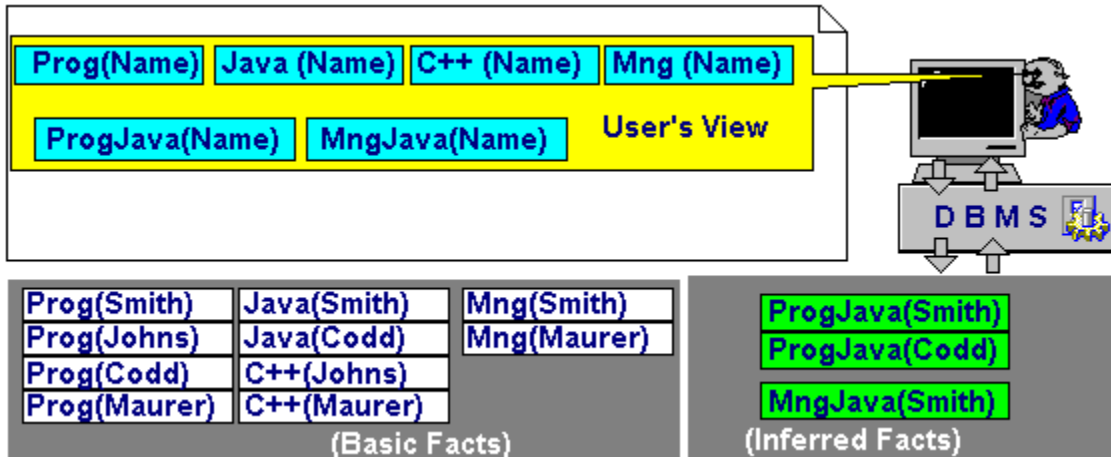 Prog(Name) Java (Name) C++ (Name) Mng (Name)
ProgJava(Name) MngJava(Name) User's View
D B M S
Prog(Smith) Java(Smith) Mng(Smith)
Prog(Johns) Java(Codd) Mng(Maurer)
Prog(Codd) C++(Johns)
Prog(Maurer) C++(Maurer)
(Basic Facts)
ProgJava(Smith)
ProgJava(Codd)
MngJava(Smith)
(Inferred Facts)